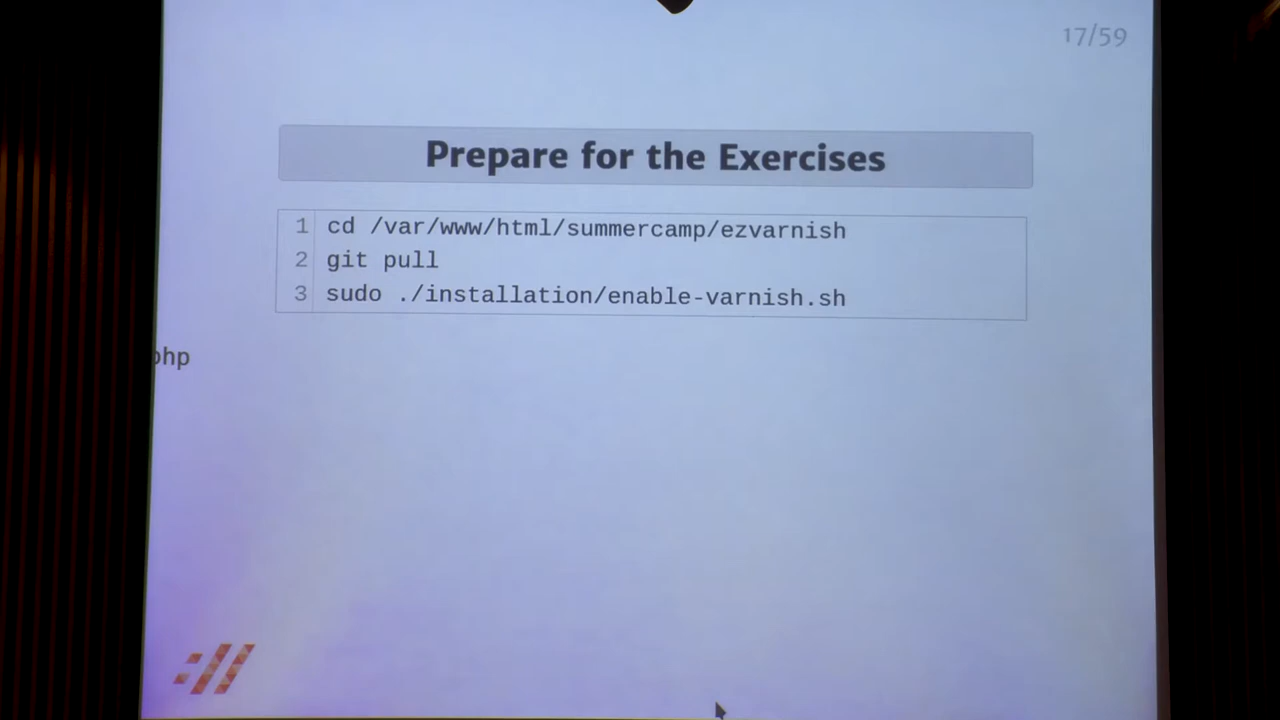 17/59
Prepare for the Exercises
1 cd /var/www/html/summercamp/ezvarnish
2 git pull
3 sudo ./installation/enable-varnish.sh
php